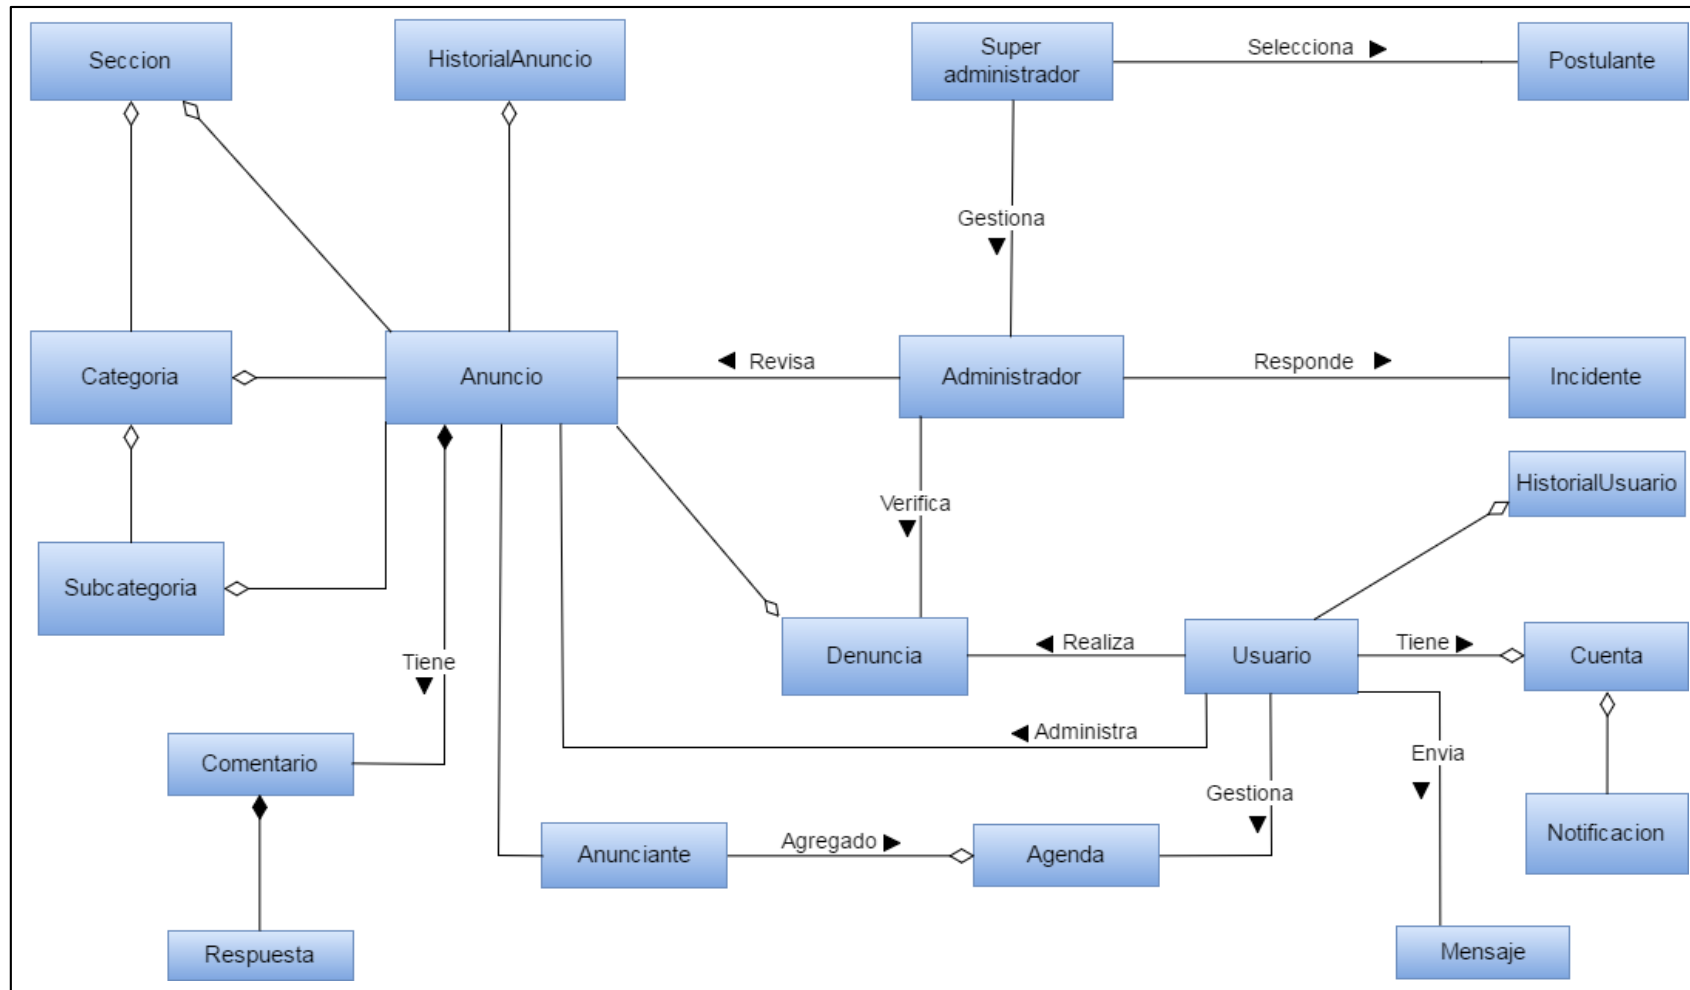 Seccion
HistorialAnuncio
Super
administrador
Selecciona
Postulante
Gestiona
Categoria
Anuncio
Revisa
Administrador
Responde
Incidente
HistorialUsuario
Verifica
Subcategoria
Tiene
Denuncia
Realiza
Usuario
Tiene
Cuenta
Administra
Envia
Comentario
Gestiona
Anunciante
Agregado
Agenda
Notificacion
Respuesta
Mensaje